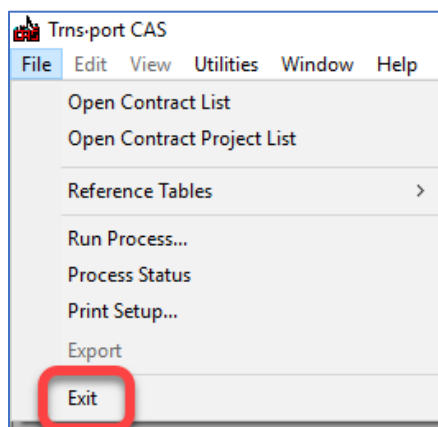 Trns•port CAS
File Edit View Utilities Window Help
Open Contract List
Open Contract Project List
Reference Tables >
Run Process...
Process Status
Print Setup...
Export
Exit